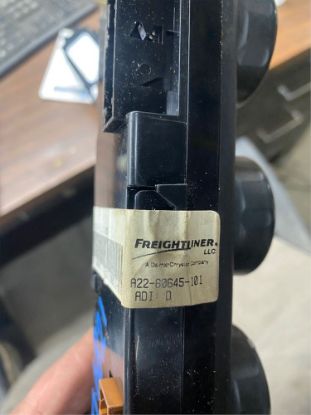 FREIGHTLINER
LLC
A DaimlerChrysler Company
A22-60645-101
ADI: D